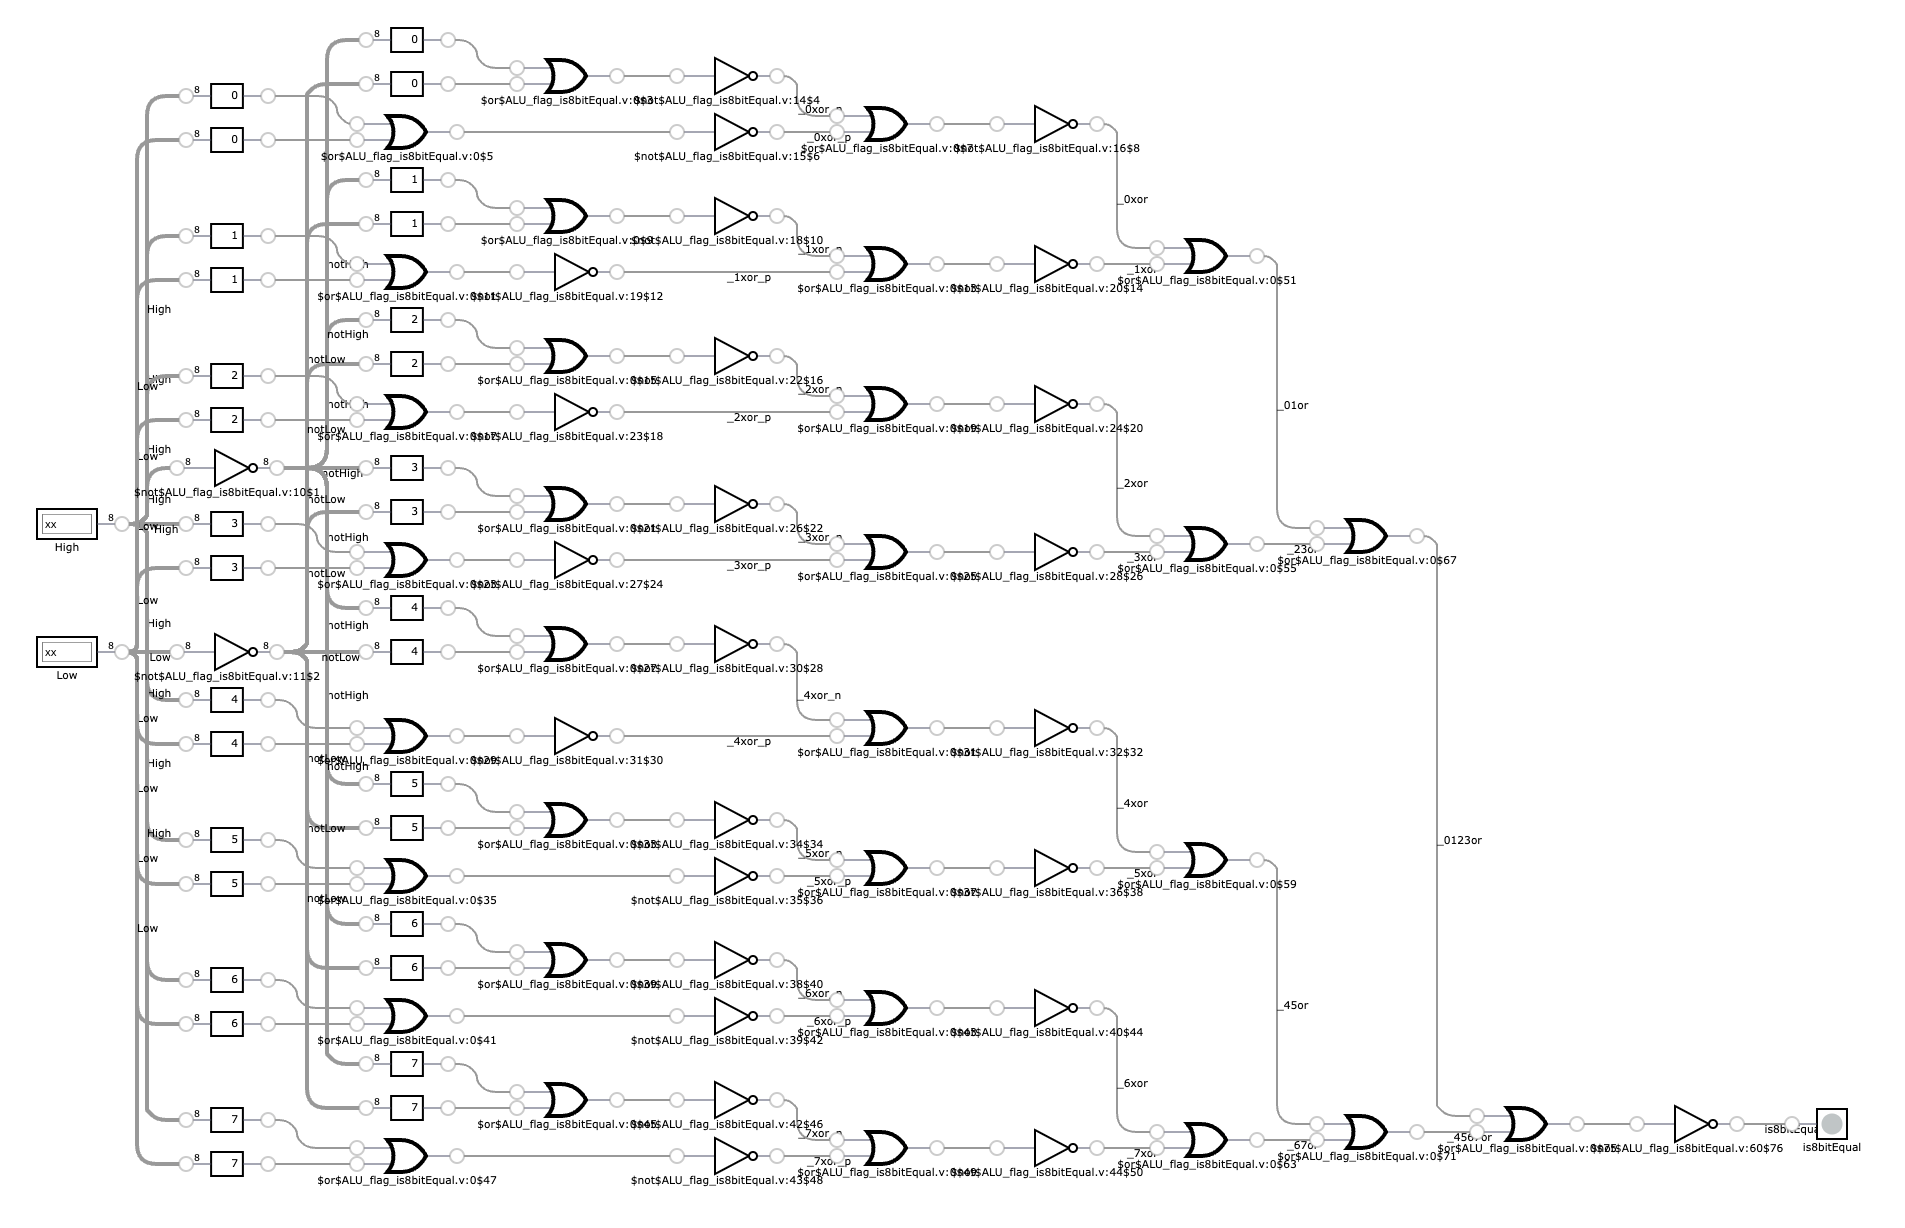 8 0
8 0
8 0
$or$ALU_flag_is8bitEqual.v:0$3
$not$ALU_flag_is8bitEqual.v:14$4
_0xor_n
8 0
_0xor_p
$or$ALU_flag_is8bitEqual.v:0$5
$not$ALU_flag_is8bitEqual.v:15$6
$or$ALU_flag_is8bitEqual.v:0$7
$not$ALU_flag_is8bitEqual.v:16$8
8 1
_0xor
8 1
8 1
$or$ALU_flag_is8bitEqual.v:0$9
$not$ALU_flag_is8bitEqual.v:18$10
_1xor_n
notHigh
8 1
_1xor_p
_1xor
$or$ALU_flag_is8bitEqual.v:0$51
$or$ALU_flag_is8bitEqual.v:0$11
$not$ALU_flag_is8bitEqual.v:19$12
$or$ALU_flag_is8bitEqual.v:0$13
$not$ALU_flag_is8bitEqual.v:20$14
High
8 2
notHigh
notLow
8 2
8 2
High
Low
$or$ALU_flag_is8bitEqual.v:0$15
$not$ALU_flag_is8bitEqual.v:22$16
_2xor_n
notHigh
_01or
8 2
_2xor_p
notLow
$or$ALU_flag_is8bitEqual.v:0$17
$not$ALU_flag_is8bitEqual.v:23$18
$or$ALU_flag_is8bitEqual.v:0$19
$not$ALU_flag_is8bitEqual.v:24$20
High
Low
8 8
8 3
notHigh
_2xor
$not$ALU_flag_is8bitEqual.v:10$1
High
notLow
8 3
xx 8
Low
High
8 3
$or$ALU_flag_is8bitEqual.v:0$21
$not$ALU_flag_is8bitEqual.v:26$22
_3xor_n
notHigh
High
_3xor
_23or
$or$ALU_flag_is8bitEqual.v:0$67
8 3
_3xor_p
notLow
$or$ALU_flag_is8bitEqual.v:0$23
$not$ALU_flag_is8bitEqual.v:27$24
$or$ALU_flag_is8bitEqual.v:0$25
$not$ALU_flag_is8bitEqual.v:28$26
$or$ALU_flag_is8bitEqual.v:0$55
Low
8 4
High
notHigh
xx 8
Low
8 8
notLow
8 4
Low
$not$ALU_flag_is8bitEqual.v:11$2
$or$ALU_flag_is8bitEqual.v:0$27
$not$ALU_flag_is8bitEqual.v:30$28
High
8 4
notHigh
_4xor_n
Low
8 4
_4xor_p
notLow
$or$ALU_flag_is8bitEqual.v:0$29
$not$ALU_flag_is8bitEqual.v:31$30
$or$ALU_flag_is8bitEqual.v:0$31
$not$ALU_flag_is8bitEqual.v:32$32
High
notHigh
8 5
Low
_4xor
High
8 5
notLow
8 5
$or$ALU_flag_is8bitEqual.v:0$33
$not$ALU_flag_is8bitEqual.v:34$34
_5xor_n
_0123or
Low
8 5
_5xor_p
_5xor
$or$ALU_flag_is8bitEqual.v:0$59
notLow
$or$ALU_flag_is8bitEqual.v:0$35
$not$ALU_flag_is8bitEqual.v:35$36
$or$ALU_flag_is8bitEqual.v:0$37
$not$ALU_flag_is8bitEqual.v:36$38
8 6
Low
8 6
8 6
$or$ALU_flag_is8bitEqual.v:0$39
$not$ALU_flag_is8bitEqual.v:38$40
_6xor_n
_45or
8 6
_6xor_p
$or$ALU_flag_is8bitEqual.v:0$41
$not$ALU_flag_is8bitEqual.v:39$42
$or$ALU_flag_is8bitEqual.v:0$43
$not$ALU_flag_is8bitEqual.v:40$44
8 7
_6xor
8 7
8 7
$or$ALU_flag_is8bitEqual.v:0$45
$not$ALU_flag_is8bitEqual.v:42$46
_7xor_n
_67or
_4567or
is8bitEqual
8 7
_7xor_p
_7xor
$or$ALU_flag_is8bitEqual.v:0$63
$or$ALU_flag_is8bitEqual.v:0$71
$or$ALU_flag_is8bitEqual.v:0$75
$not$ALU_flag_is8bitEqual.v:60$76
is8bitEqual
$or$ALU_flag_is8bitEqual.v:0$47
$not$ALU_flag_is8bitEqual.v:43$48
$or$ALU_flag_is8bitEqual.v:0$49
$not$ALU_flag_is8bitEqual.v:44$50